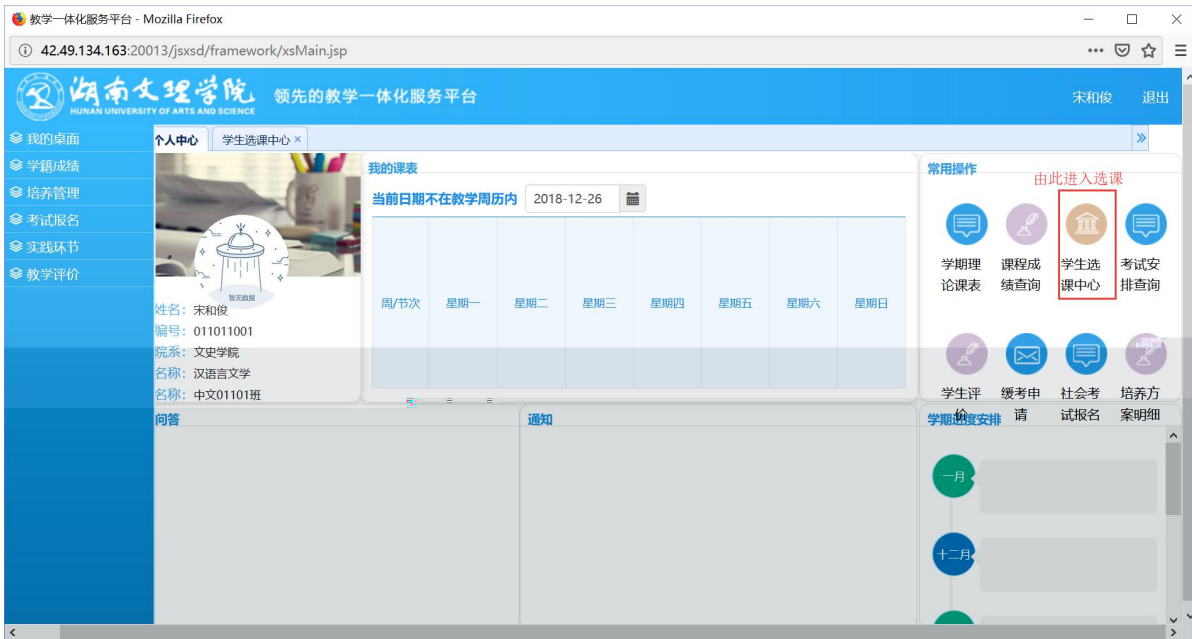 教学一体化服务平台 - Mozilla Firefox
42.49.134.163:20013/jsxsd/framework/xsMain.jsp
湖南文理学院
HUNAN UNIVERSITY OF ARTS AND SCIENCE
领先的教学一体化服务平台
宋和俊 退出
我的桌面
学籍成绩
培养管理
考试报名
实践环节
教学评价
个人中心 学生选课中心
暂无数据
姓名：宋和俊
编号：011011001
院系：文史学院
名称：汉语言文学
名称：中文01101班
我的课表
当前日期不在教学周历内 2018-12-26
周/节次 星期一 星期二 星期三 星期四 星期五 星期六 星期日
常用操作
由此进入选课
学期理论课表
课程成绩查询
学生选课中心
考试安排查询
学生评价
缓考申请
社会考试报名
培养方案明细
问答
通知
学期进度安排
一月
十二月